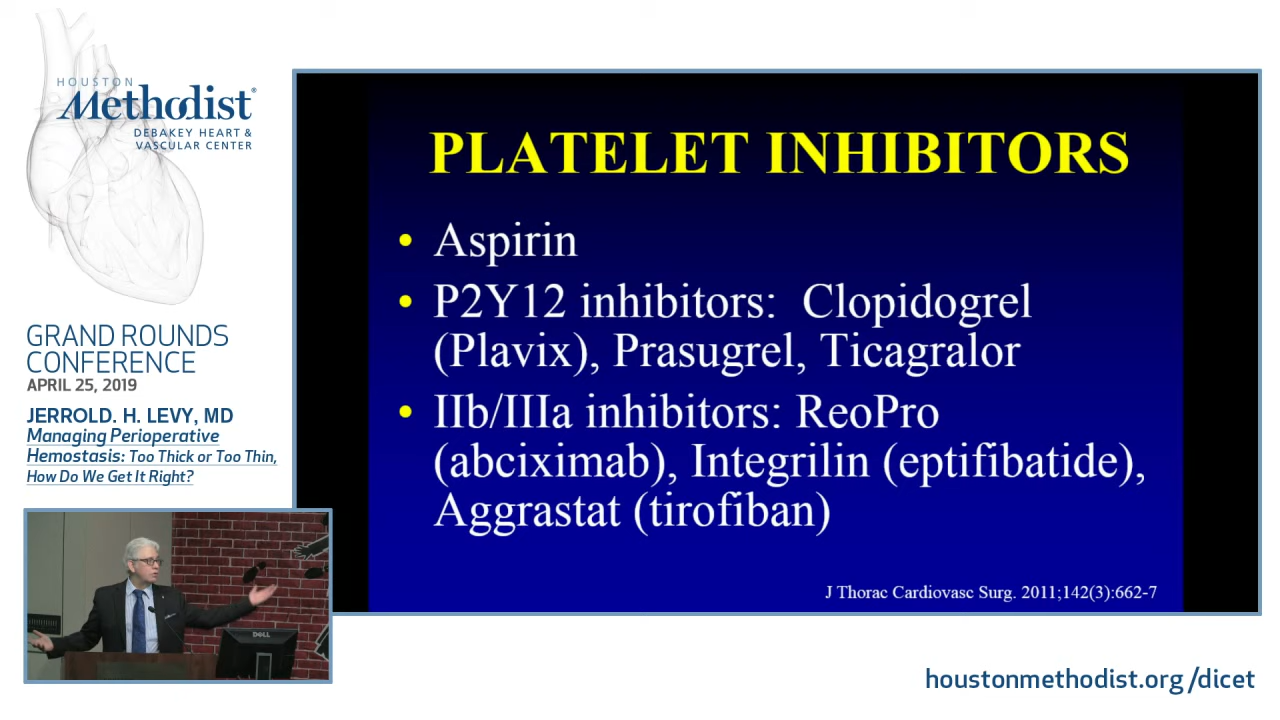 HOUSTON
Methodist®
DEBAKEY HEART &
VASCULAR CENTER
GRAND ROUNDS
CONFERENCE
APRIL 25, 2019
JERROLD. H. LEVY, MD
Managing Perioperative
Hemostasis: Too Thick or Too Thin,
How Do We Get It Right?
PLATELET INHIBITORS
• Aspirin
• P2Y12 inhibitors: Clopidogrel
(Plavix), Prasugrel, Ticagralor
• IIb/IIIa inhibitors: ReoPro
(abciximab), Integrilin (eptifibatide),
Aggrastat (tirofiban)
J Thorac Cardiovasc Surg. 2011;142(3):662-7
DELL
houstonmethodist.org/dicet